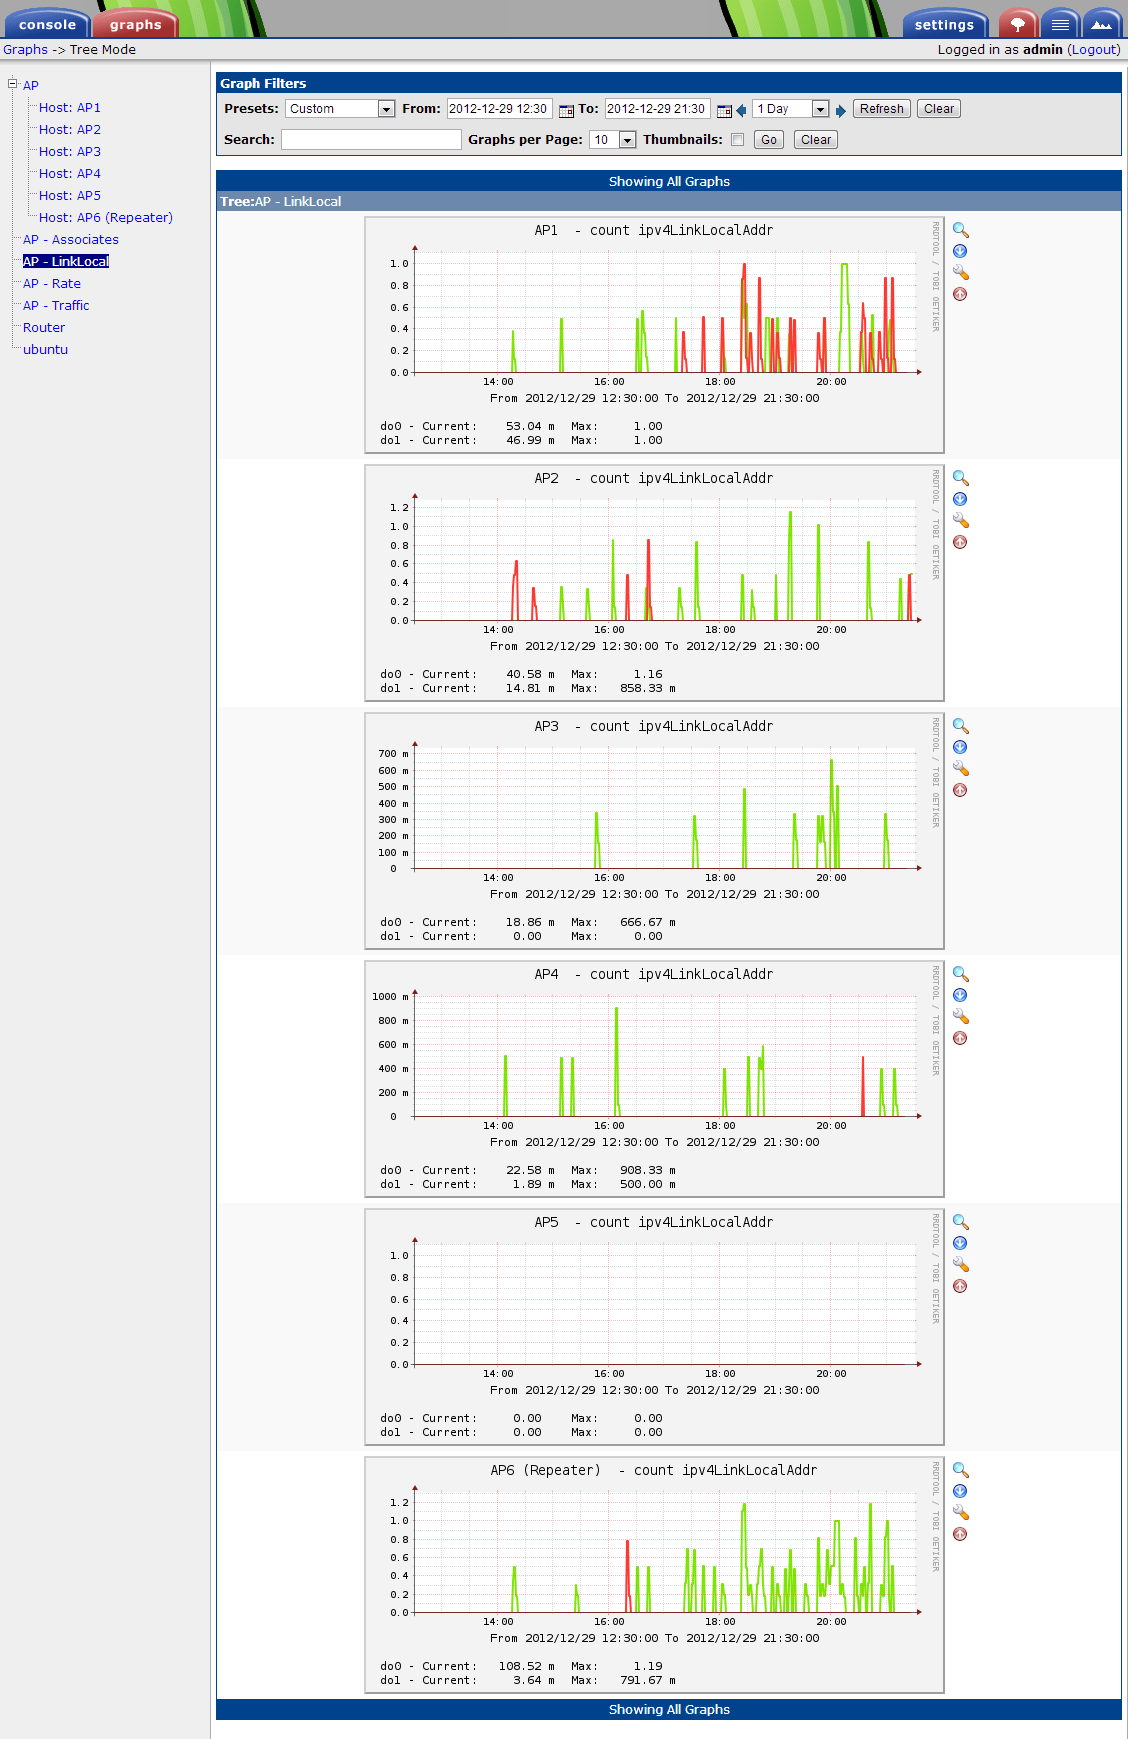 console graphs settings
Graphs -> Tree Mode Logged in as admin (Logout)
AP
Host: AP1
Host: AP2
Host: AP3
Host: AP4
Host: AP5
Host: AP6 (Repeater)
AP - Associates
AP - LinkLocal
AP - Rate
AP - Traffic
Router
ubuntu
Graph Filters
Presets: Custom From: 2012-12-29 12:30 To: 2012-12-29 21:30 1 Day Refresh Clear
Search: Graphs per Page: 10 Thumbnails: Go Clear
Showing All Graphs
Tree:AP - LinkLocal
AP1 - count ipv4LinkLocalAddr
RRDTOOL / TOBI OETIKER
1.0
0.8
0.6
0.4
0.2
0.0
14:00 16:00 18:00 20:00
From 2012/12/29 12:30:00 To 2012/12/29 21:30:00
do0 - Current: 53.04 m Max: 1.00
do1 - Current: 46.99 m Max: 1.00
AP2 - count ipv4LinkLocalAddr
RRDTOOL / TOBI OETIKER
1.2
1.0
0.8
0.6
0.4
0.2
0.0
14:00 16:00 18:00 20:00
From 2012/12/29 12:30:00 To 2012/12/29 21:30:00
do0 - Current: 40.58 m Max: 1.16
do1 - Current: 14.81 m Max: 858.33 m
AP3 - count ipv4LinkLocalAddr
RRDTOOL / TOBI OETIKER
700 m
600 m
500 m
400 m
300 m
200 m
100 m
0
14:00 16:00 18:00 20:00
From 2012/12/29 12:30:00 To 2012/12/29 21:30:00
do0 - Current: 18.86 m Max: 666.67 m
do1 - Current: 0.00 Max: 0.00
AP4 - count ipv4LinkLocalAddr
RRDTOOL / TOBI OETIKER
1000 m
800 m
600 m
400 m
200 m
0
14:00 16:00 18:00 20:00
From 2012/12/29 12:30:00 To 2012/12/29 21:30:00
do0 - Current: 22.58 m Max: 908.33 m
do1 - Current: 1.89 m Max: 500.00 m
AP5 - count ipv4LinkLocalAddr
RRDTOOL / TOBI OETIKER
1.0
0.8
0.6
0.4
0.2
0.0
14:00 16:00 18:00 20:00
From 2012/12/29 12:30:00 To 2012/12/29 21:30:00
do0 - Current: 0.00 Max: 0.00
do1 - Current: 0.00 Max: 0.00
AP6 (Repeater) - count ipv4LinkLocalAddr
RRDTOOL / TOBI OETIKER
1.2
1.0
0.8
0.6
0.4
0.2
0.0
14:00 16:00 18:00 20:00
From 2012/12/29 12:30:00 To 2012/12/29 21:30:00
do0 - Current: 108.52 m Max: 1.19
do1 - Current: 3.64 m Max: 791.67 m
Showing All Graphs